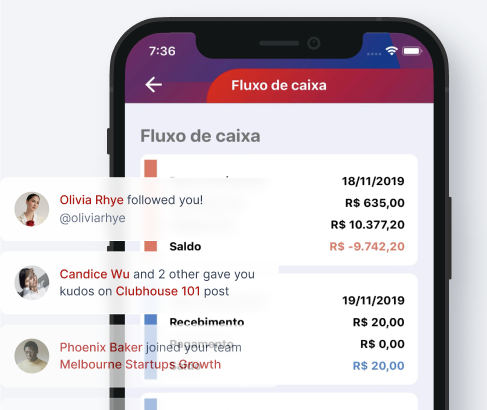 7:36
Fluxo de caixa
Fluxo de caixa
18/11/2019
R$ 635,00
R$ 10.377,20
Saldo R$ -9.742,20
19/11/2019
Recebimento R$ 20,00
Pagamento R$ 0,00
Saldo R$ 20,00
Olivia Rhye followed you!
@oliviarhye
Candice Wu and 2 other gave you
kudos on Clubhouse 101 post
Phoenix Baker joined your team
Melbourne Startups Growth